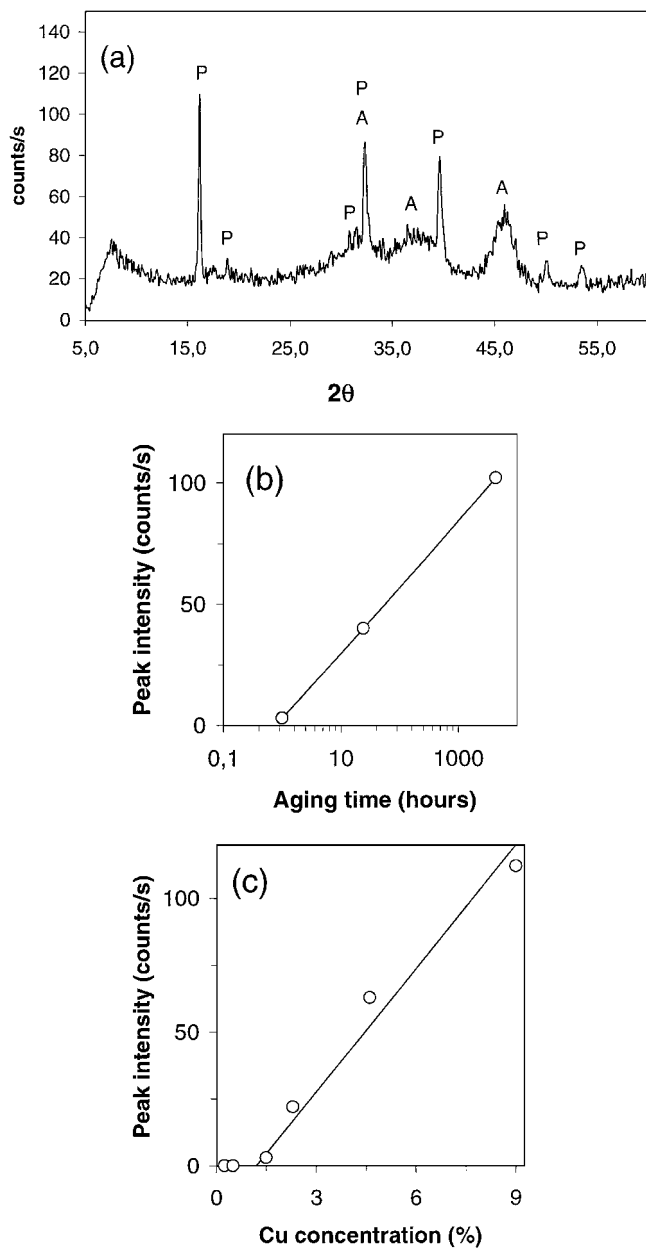 140
(a)
P
P
120
100
A
P
80
counts/s
A
A
P
60
P
P
P
40
20
0
5,0 15,0 25,0 35,0 45,0 55,0
2θ
(b)
100
Peak intensity (counts/s)
50
0
0,1 10 1000
Aging time (hours)
(c)
100
Peak intensity (counts/s)
50
0
0 3 6 9
Cu concentration (%)